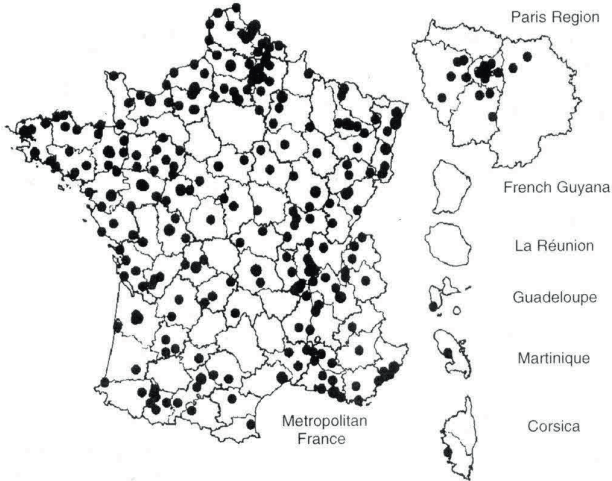 Paris Region
French Guyana
La Réunion
Guadeloupe
Martinique
Corsica
Metropolitan
France